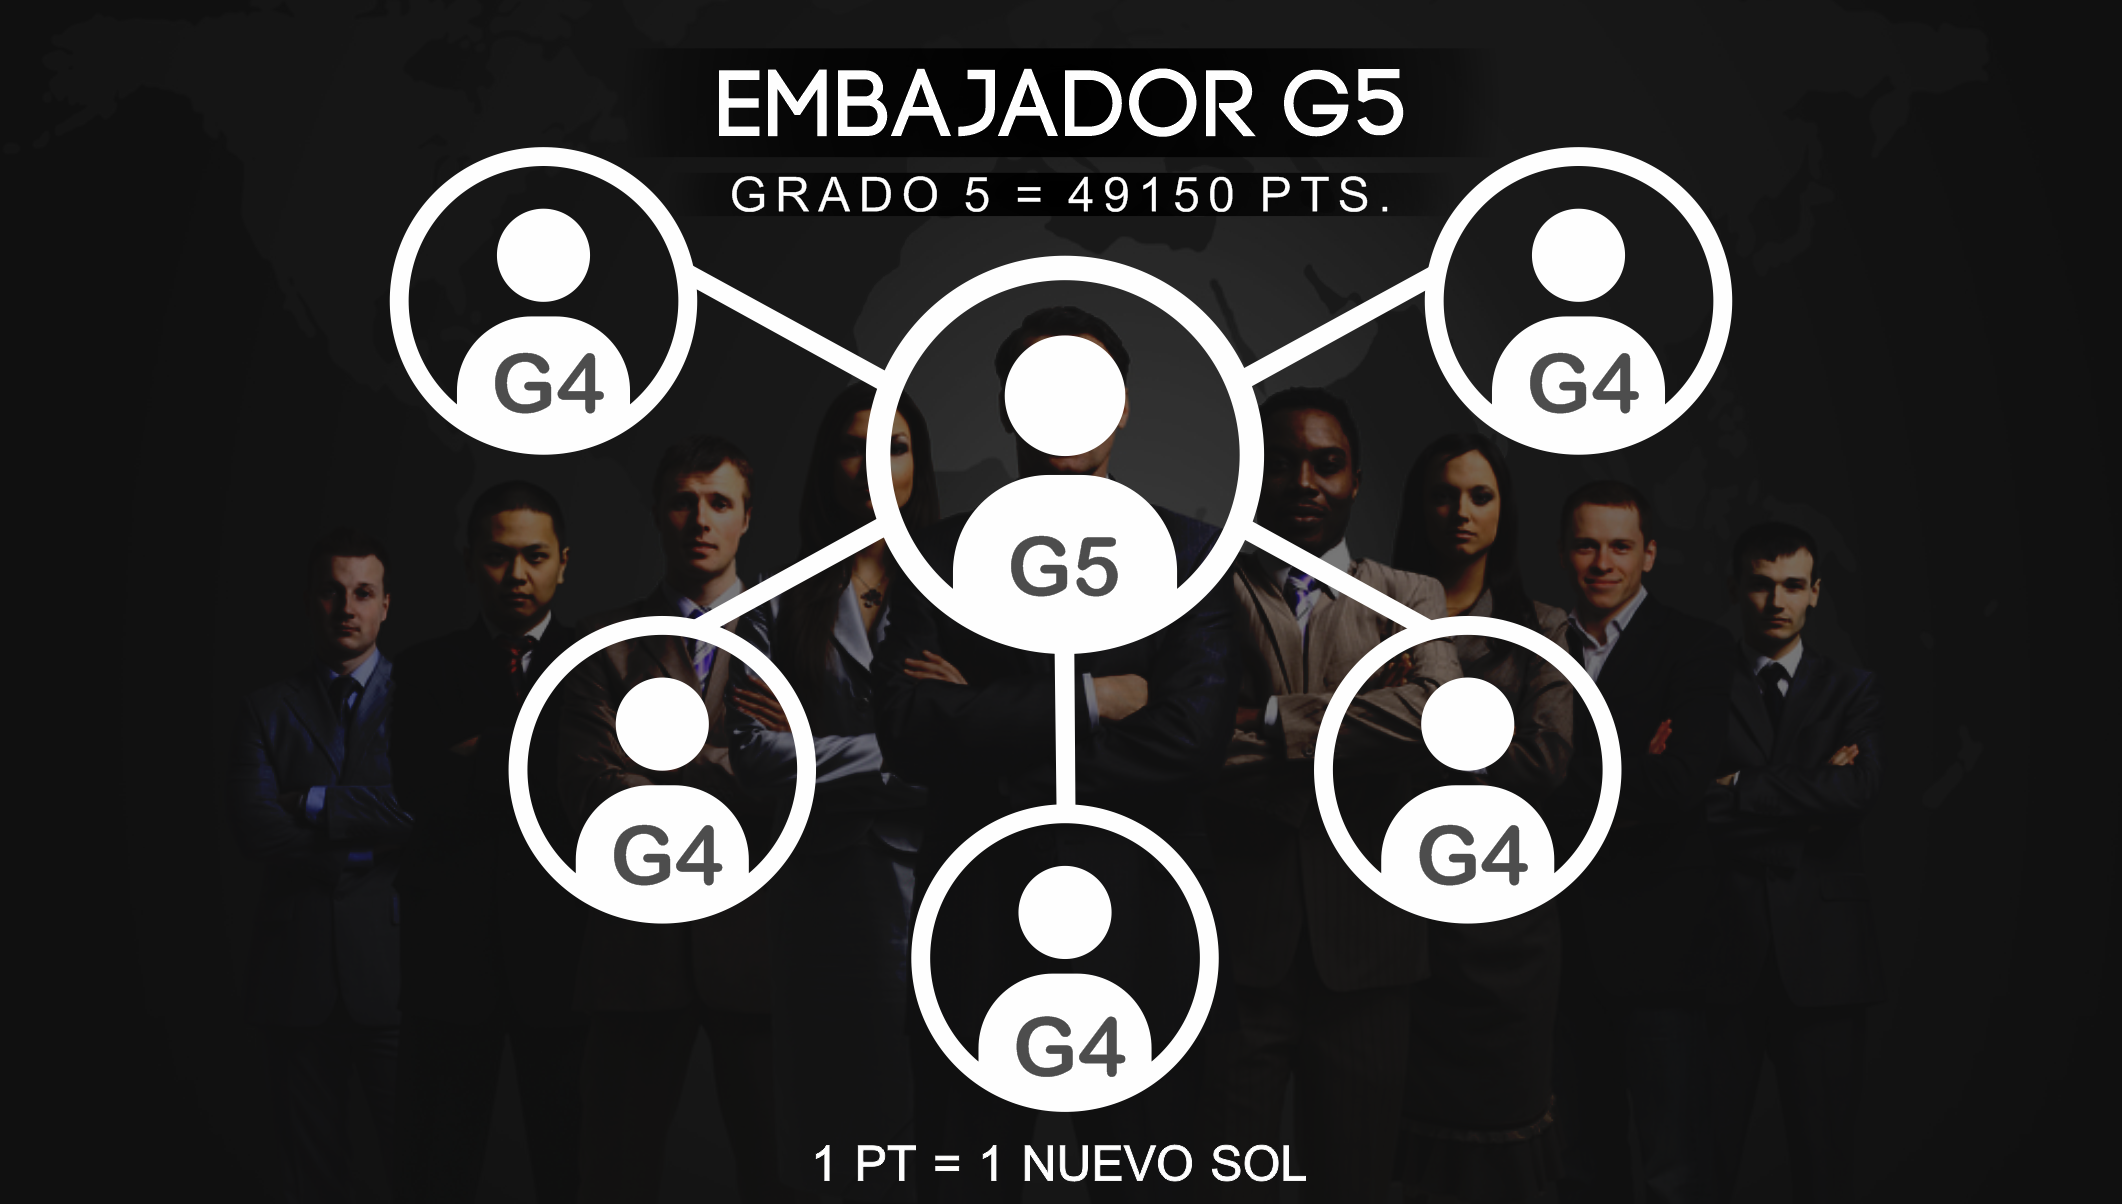 EMBAJADOR G5
GRADO 5 = 49150 PTS.
G4
G4
G5
G4
G4
G4
1 PT = 1 NUEVO SOL